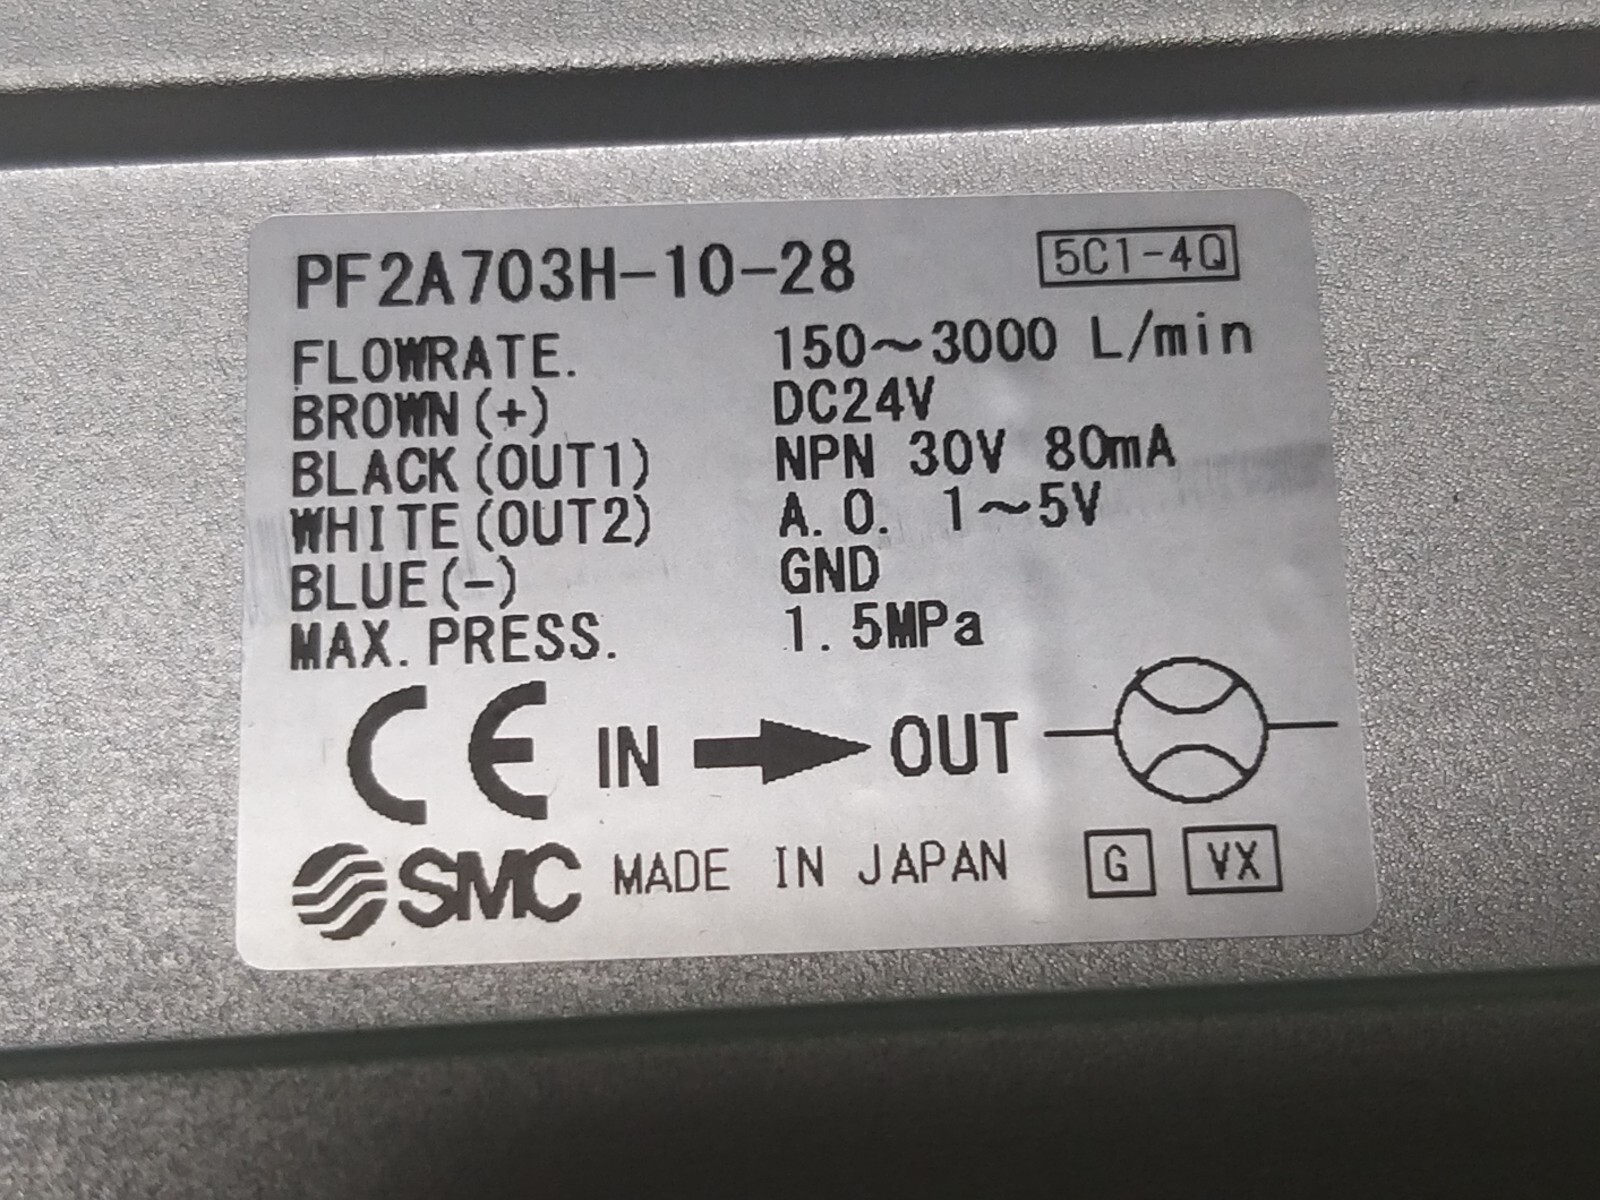 PF2A703H-10-28 5C1-4Q
FLOWRATE. 150～3000 L/min
BROWN(+) DC24V
BLACK(OUT1) NPN 30V 80mA
WHITE(OUT2) A.O. 1～5V
BLUE(-) GND
MAX.PRESS. 1.5MPa
CE IN OUT
SMC MADE IN JAPAN G VX